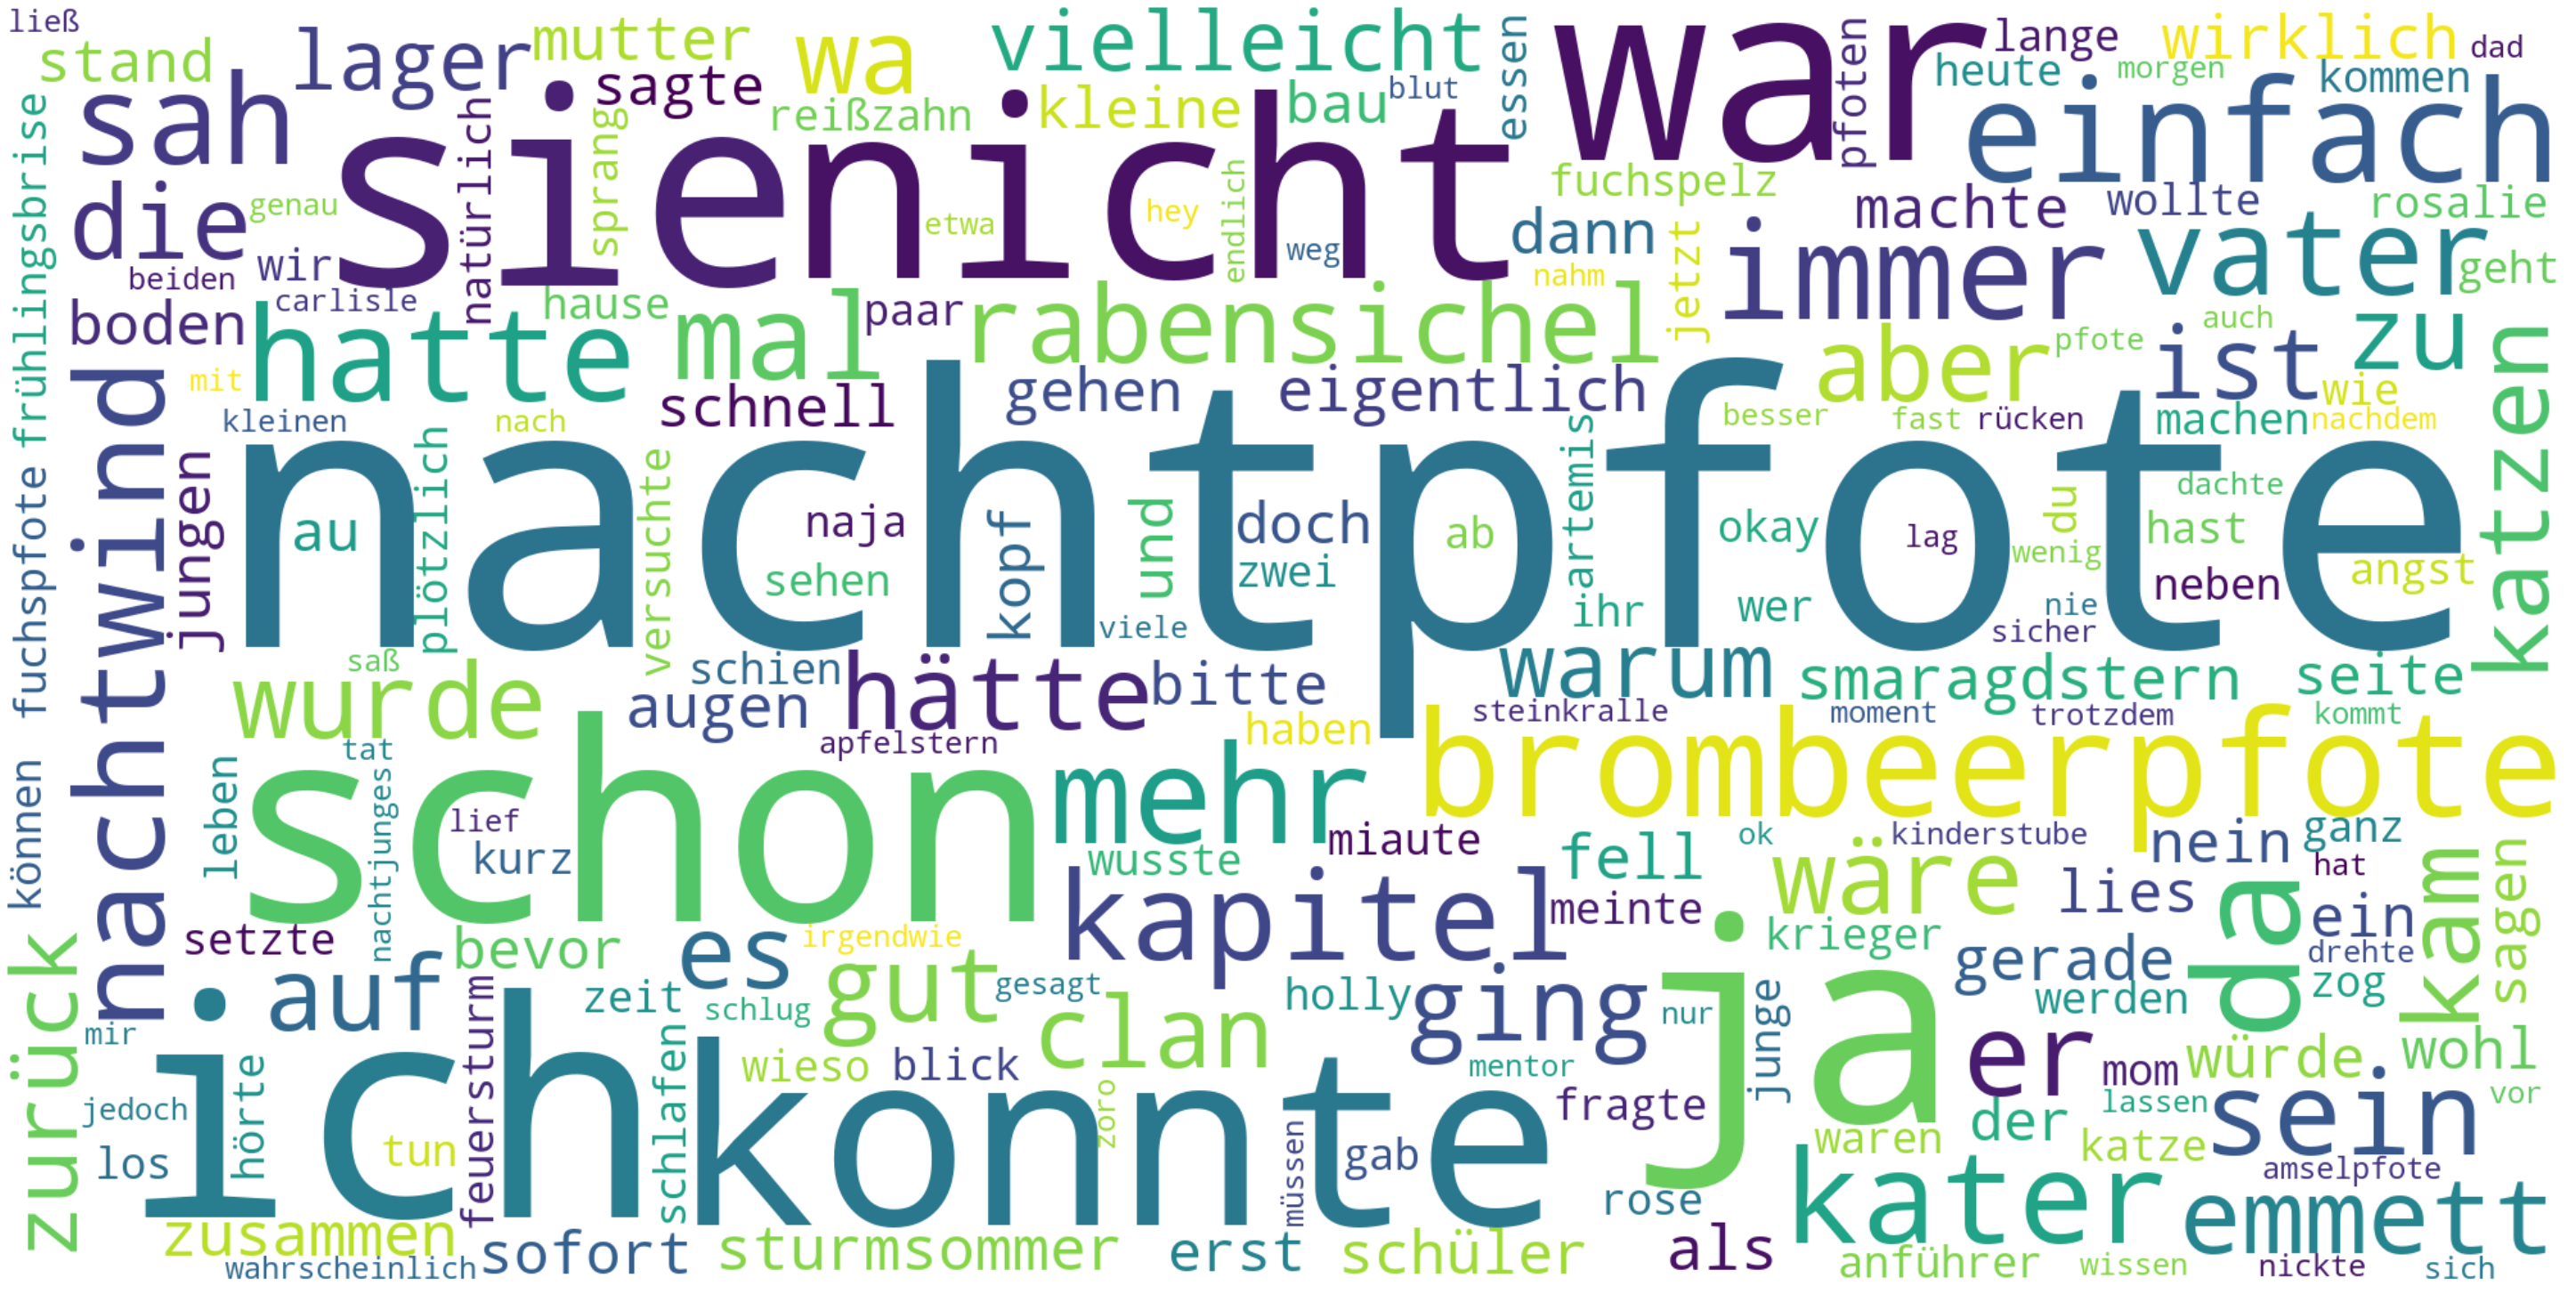 ließ
stand
lager
mutter
wa
vielleicht
essen
war
pfoten
lange
wirklich
dad
sah
sagte
reißzahn
kleine
bau
blut
heute
morgen
kommen
einfach
natürlich
sprang
sie
nicht
die
genau
etwa
hey
endlich
weg
fuchspelz
dann
jetzt
machte
wollte
rosalie
frühlingsbrise
beiden
wir
carlisle
hause
nahm
immer
vater
geht
boden
hatte
mal
paar
rabensichel
aber
pfote
auch
ist
zu
mit
schnell
gehen
eigentlich
wie
katzen
kleinen
nach
besser
fast
rücken
machen
nachdem
nachtwind
jungen
plötzlich
nachtpfote
au
versuchte
naja
sehen
kopf
und
doch
zwei
viele
ab
artemis
ihr
okay
wer
lag
du
wenig
nie
sicher
dachte
hast
neben
angst
fuchspfote
saß
wurde
schien
augen
hätte
bitte
warum
smaragdstern
seite
steinkralle
moment
trotzdem
kommt
apfelstern
haben
brombeerpfote
können
leben
tat
nachtjunges
schon
lief
kurz
mehr
miaute
wusste
fell
ok
kinderstube
nein
ganz
hat
wäre
lies
ein
da
kam
sagen
kapitel
meinte
krieger
gerade
drehte
zog
werden
setzte
bevor
es
irgendwie
gut
gesagt
zurück
auf
feuersturm
zeit
schlug
clan
holly
ging
nur
ja
junge
er
mom
würde
wohl
mir
ich
hörte
schlafen
wieso
blick
mentor
fragte
jedoch
los
tun
konnte
zoro
müssen
gab
der
lassen
sein
vor
waren
katze
amselpfote
rose
kater
emmett
zusammen
wahrscheinlich
sofort
sturmsommer
erst
schüler
als
anführer
wissen
nickte
sich